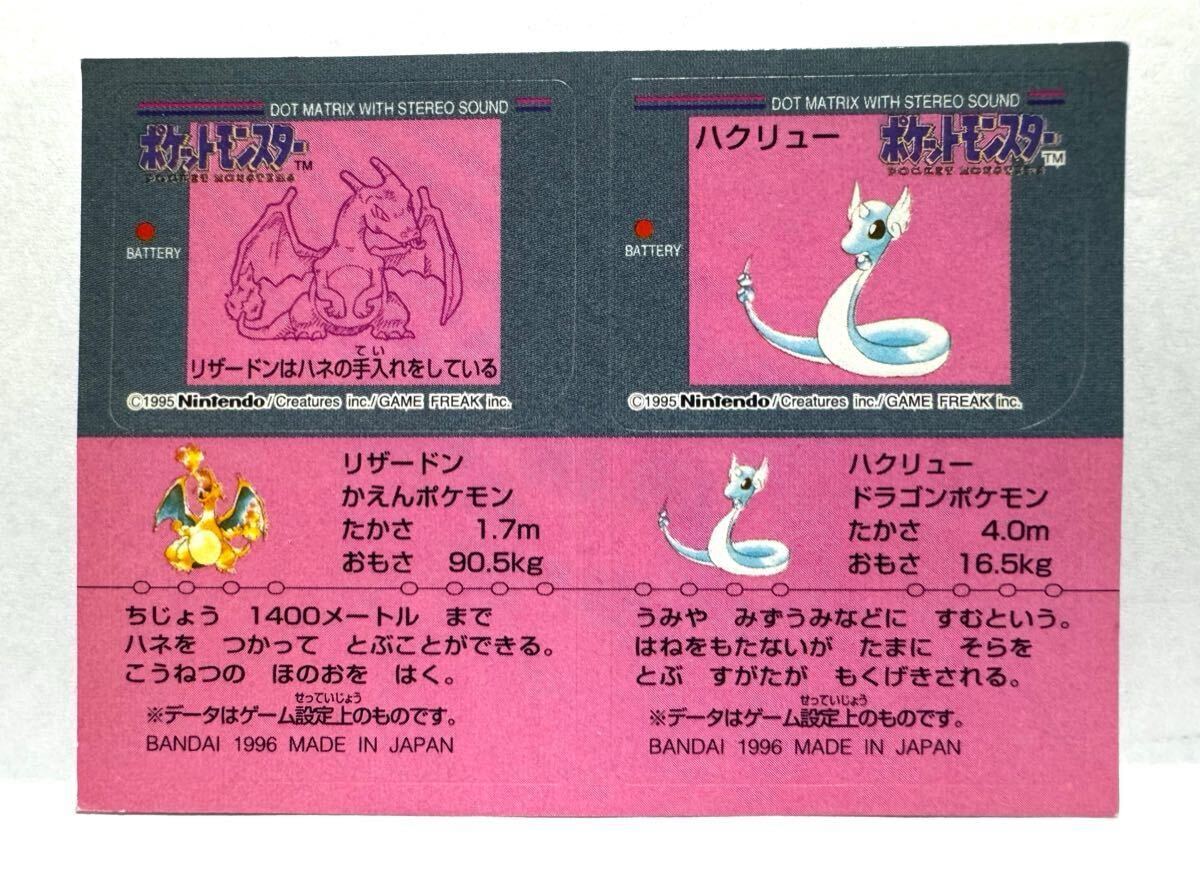 DOT MATRIX WITH STEREO SOUND
ポケットモンスター™
POCKET MONSTERS
BATTERY
てい
リザードンはハネの手入れをしている
©1995 Nintendo/Creatures inc./GAME FREAK inc.
DOT MATRIX WITH STEREO SOUND
ハクリュー
ポケットモンスター™
POCKET MONSTERS
BATTERY
©1995 Nintendo/Creatures inc./GAME FREAK inc.
リザードン
かえんポケモン
たかさ 1.7m
おもさ 90.5kg
ちじょう 1400メートル まで
ハネを つかって とぶことができる。
こうねつの ほのおを はく。
せっていじょう
※データはゲーム設定上のものです。
BANDAI 1996 MADE IN JAPAN
ハクリュー
ドラゴンポケモン
たかさ 4.0m
おもさ 16.5kg
うみや みずうみなどに すむという。
はねをもたないが たまに そらを
とぶ すがたが もくげきされる。
せっていじょう
※データはゲーム設定上のものです。
BANDAI 1996 MADE IN JAPAN